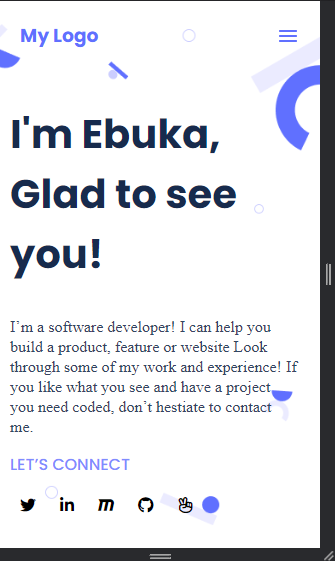 My Logo
I'm Ebuka,
Glad to see
you!
I’m a software developer! I can help you
build a product, feature or website Look
through some of my work and experience! If
you like what you see and have a project
you need coded, don’t hestiate to contact
me.
LET’S CONNECT